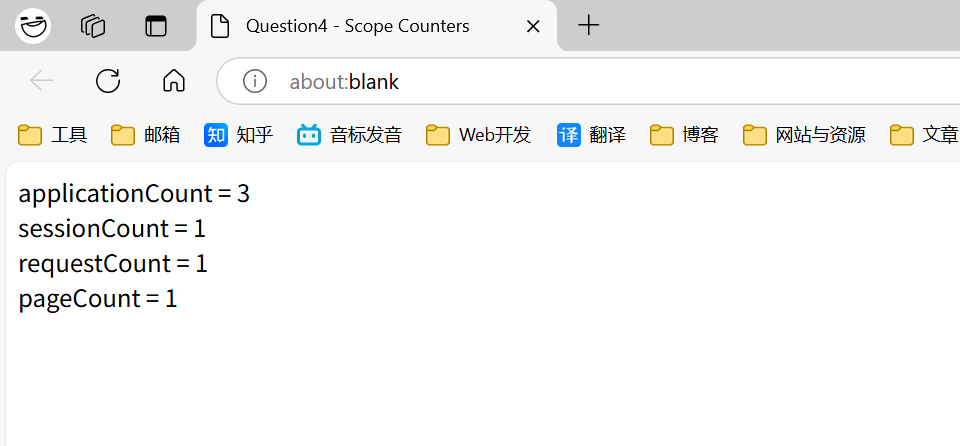 Question4 - Scope Counters
about:blank
工具 邮箱 知 知乎 音标发音 Web开发 译 翻译 博客 网站与资源 文章
applicationCount = 3
sessionCount = 1
requestCount = 1
pageCount = 1